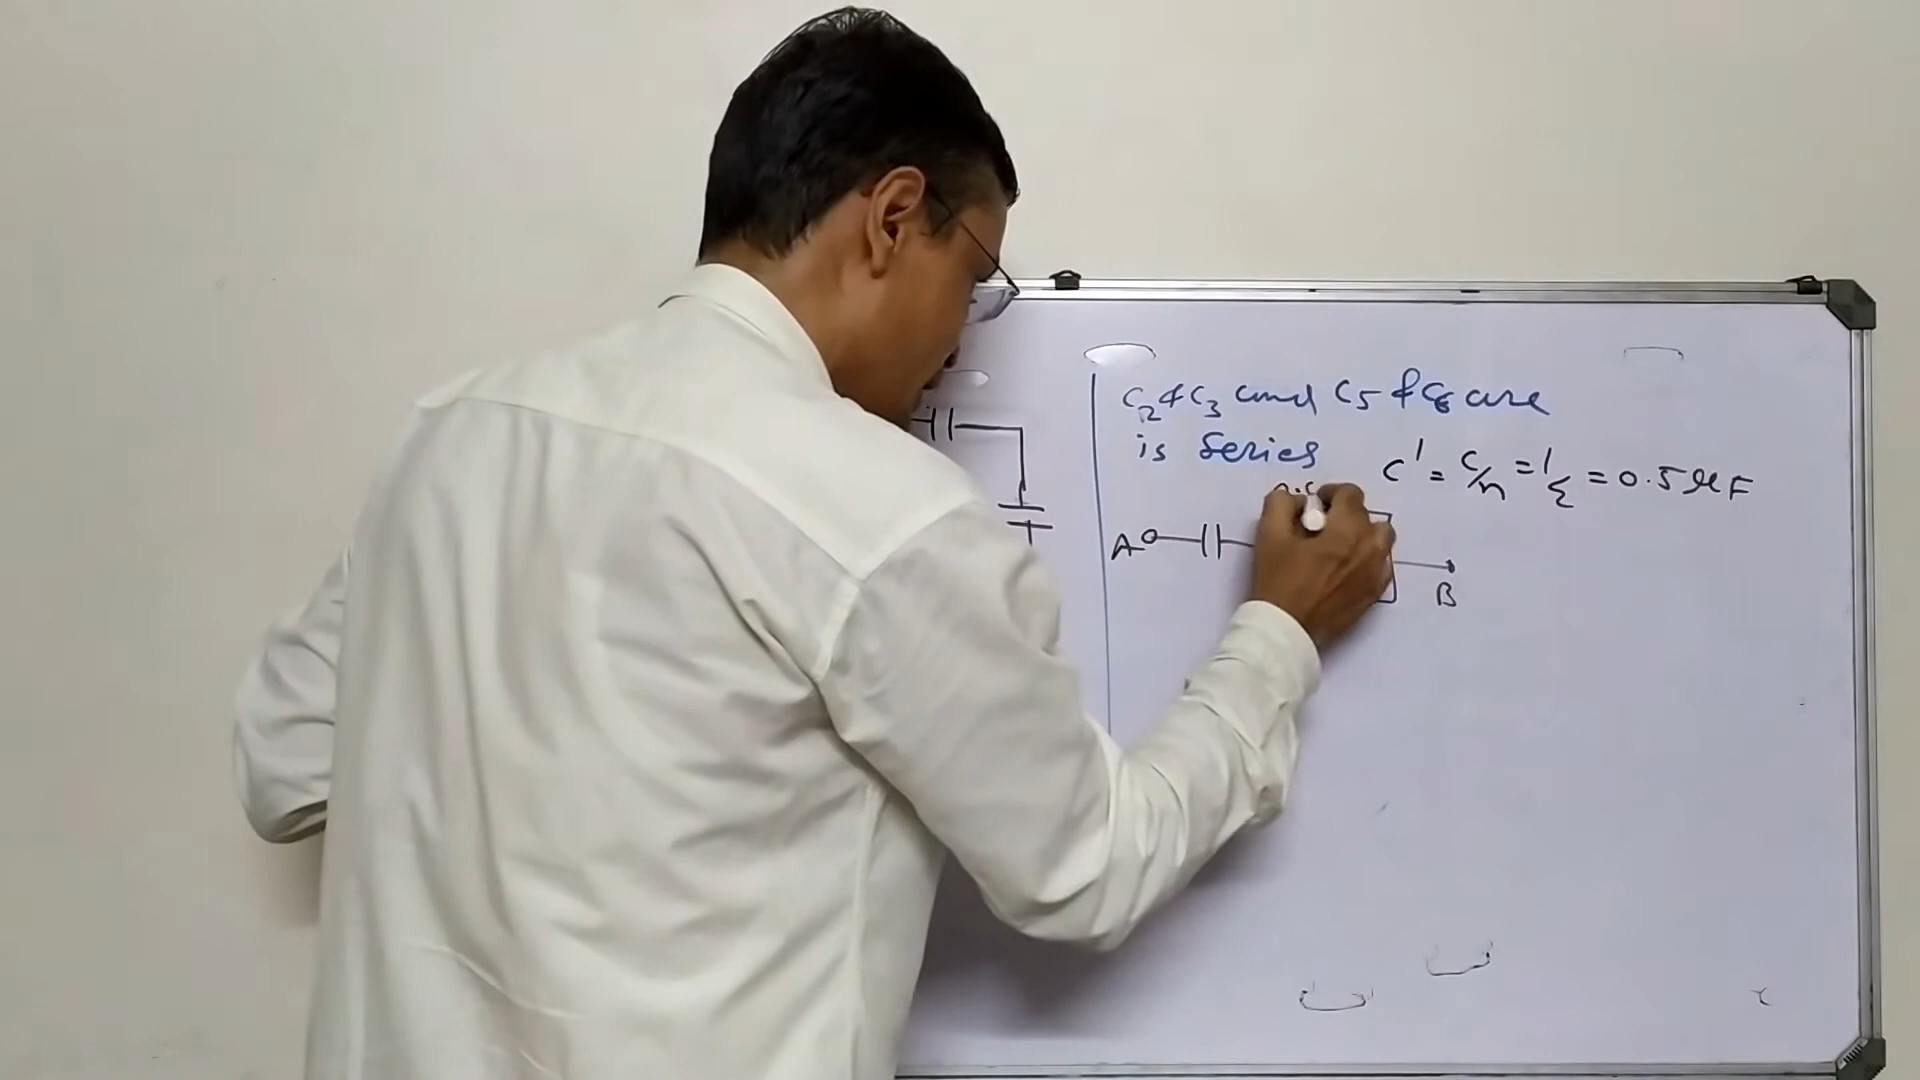 C2 & C3 and C5 & C6 are
is series
C' = C/n = 1/2 = 0.5 μF
A
B